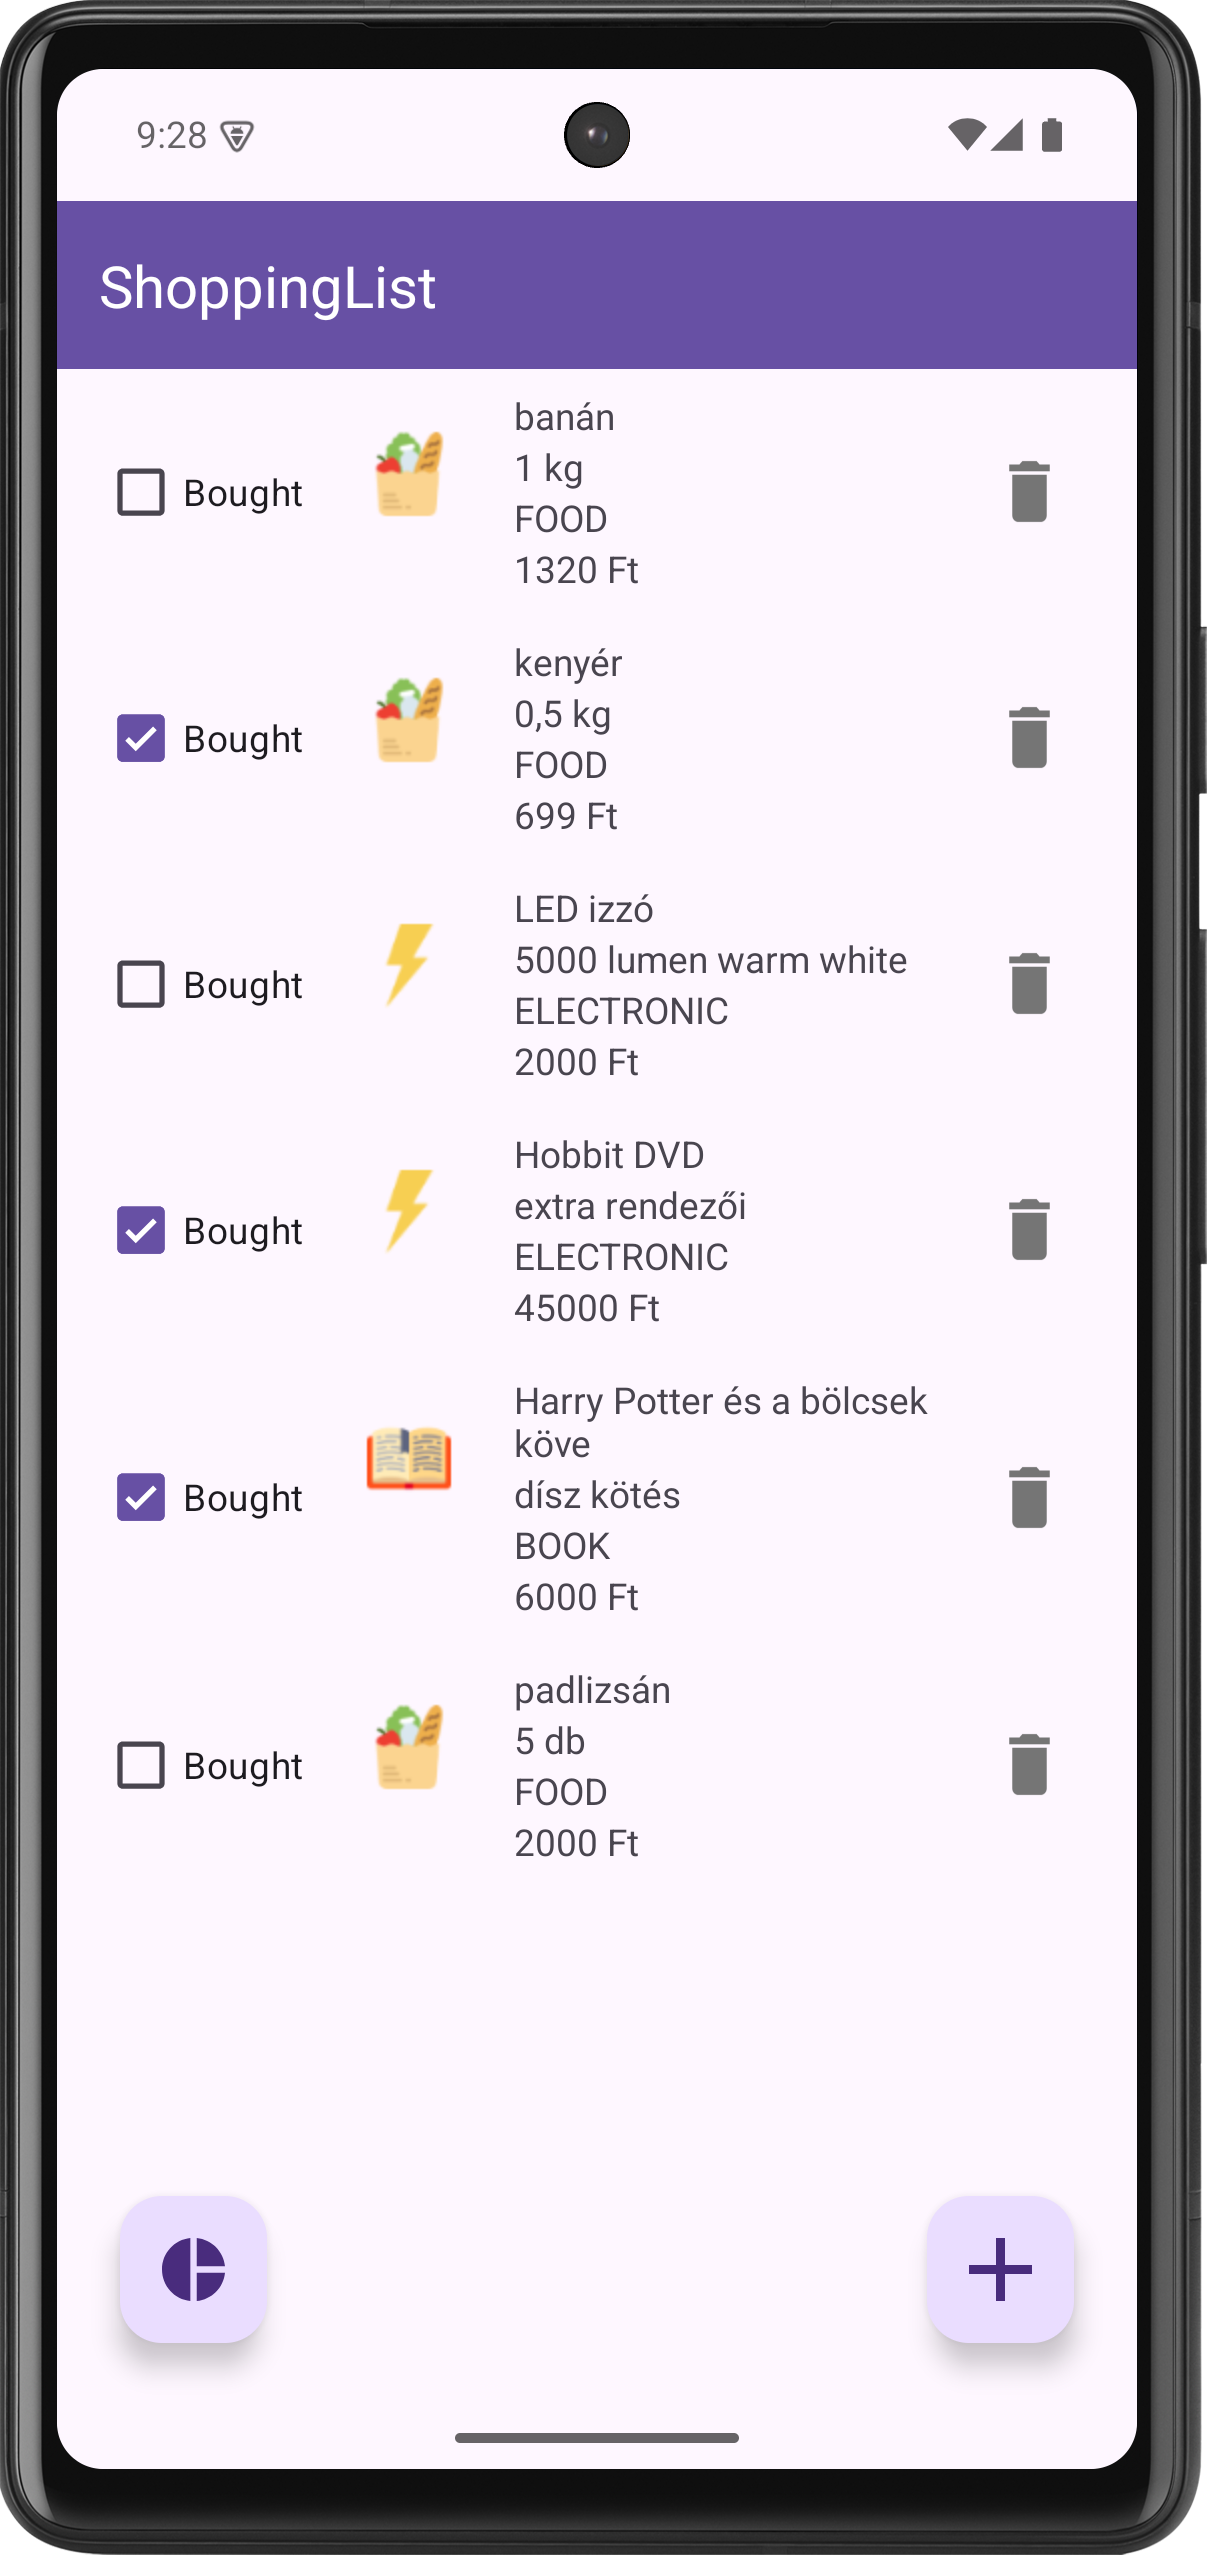 9:28
ShoppingList
banán
1 kg
Bought
FOOD
1320 Ft
kenyér
0,5 kg
Bought
FOOD
699 Ft
LED izzó
5000 lumen warm white
Bought
ELECTRONIC
2000 Ft
Hobbit DVD
extra rendezői
Bought
ELECTRONIC
45000 Ft
Harry Potter és a bölcsek
köve
dísz kötés
Bought
BOOK
6000 Ft
padlizsán
5 db
Bought
FOOD
2000 Ft